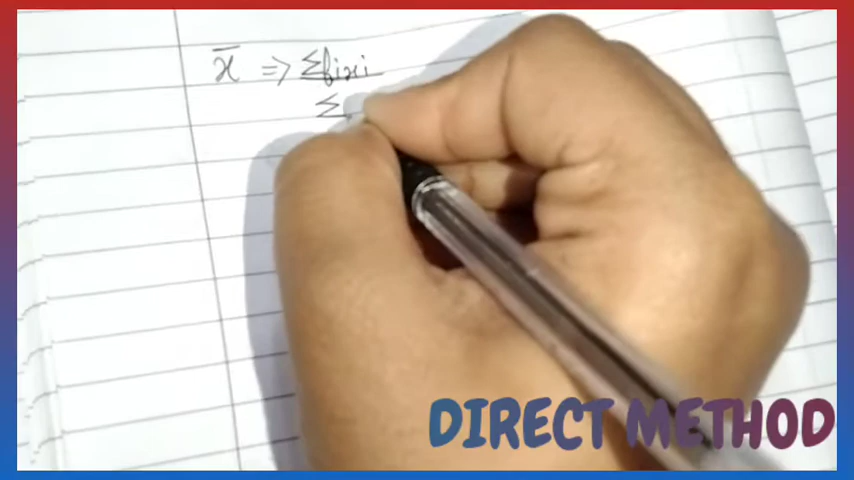 x̄ => Σfixi
Σ
DIRECT METHOD